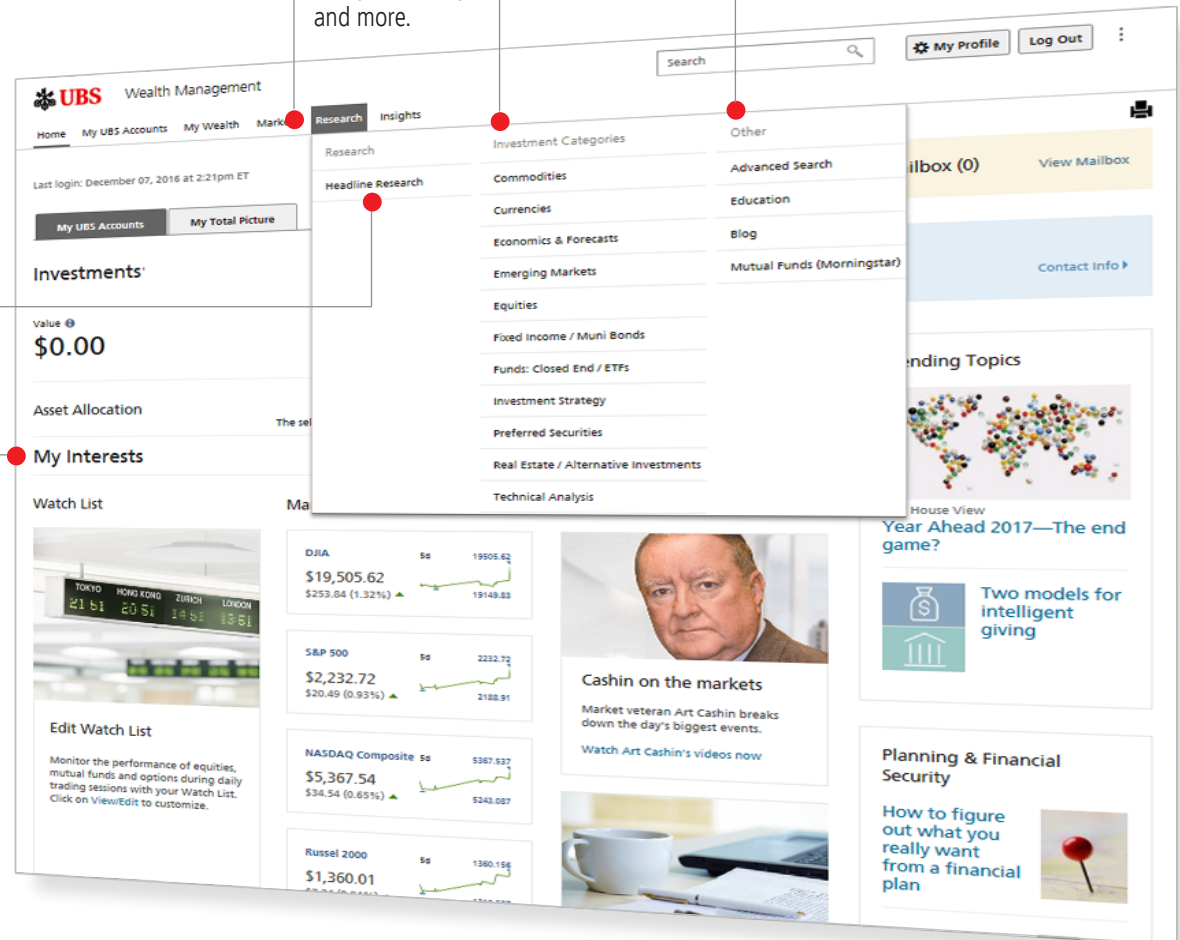 and more.
Search
My Profile
Log Out
UBS
Wealth Management
Home
My UBS Accounts
My Wealth
Research
Insights
Last login: December 07, 2016 at 2:21pm ET
My UBS Accounts
My Total Picture
Research
Headline Research
Investment Categories
Commodities
Currencies
Economics & Forecasts
Emerging Markets
Equities
Fixed Income / Muni Bonds
Funds: Closed End / ETFs
Investment Strategy
Preferred Securities
Real Estate / Alternative Investments
Technical Analysis
Other
Advanced Search
Education
Blog
Mutual Funds (Morningstar)
ilbox (0)
View Mailbox
Contact Info
Investments
Value
$0.00
Asset Allocation
The sel
My Interests
Watch List
Ma
TOKYO HONG KONG ZURICH LONDON
21 51 20 51 14 51 13:51
Edit Watch List
Monitor the performance of equities,
mutual funds and options during daily
trading sessions with your Watch List.
Click on View/Edit to customize.
DJIA
5d
19505.62
$19,505.62
$253.84 (1.32%)
19149.83
S&P 500
5d
2232.72
$2,232.72
$20.49 (0.93%)
2188.91
NASDAQ Composite
5d
5367.537
$5,367.54
$34.54 (0.65%)
5243.087
Russel 2000
5d
1360.156
$1,360.01
Cashin on the markets
Market veteran Art Cashin breaks
down the day's biggest events.
Watch Art Cashin's videos now
nding Topics
House View
Year Ahead 2017—The end
game?
Two models for
intelligent
giving
Planning & Financial
Security
How to figure
out what you
really want
from a financial
plan